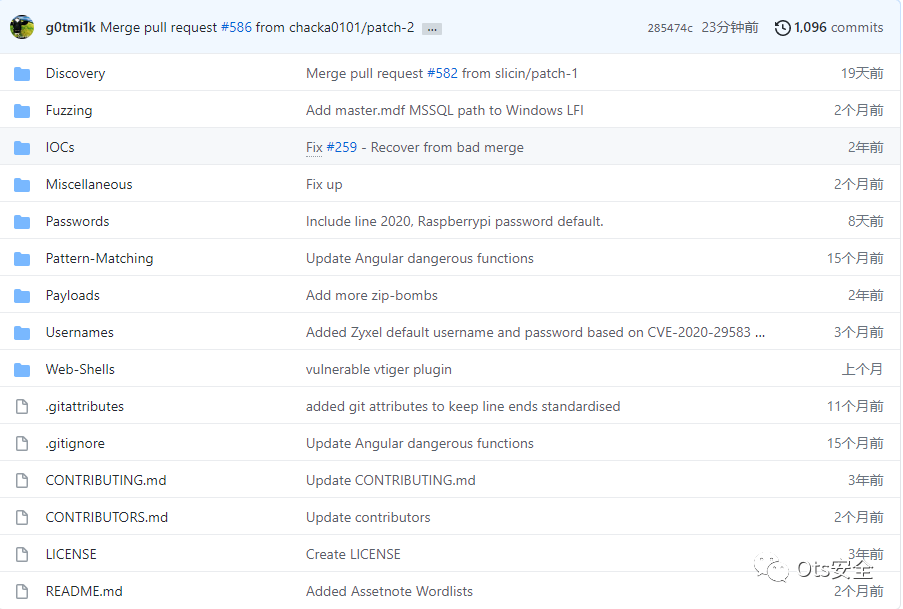 g0tmi1k Merge pull request #586 from chacka0101/patch-2 ... 285474c 23分钟前 1,096 commits
Discovery Merge pull request #582 from slicin/patch-1 19天前
Fuzzing Add master.mdf MSSQL path to Windows LFI 2个月前
IOCs Fix #259 - Recover from bad merge 2年前
Miscellaneous Fix up 2个月前
Passwords Include line 2020, Raspberrypi password default. 8天前
Pattern-Matching Update Angular dangerous functions 15个月前
Payloads Add more zip-bombs 2年前
Usernames Added Zyxel default username and password based on CVE-2020-29583 ... 3个月前
Web-Shells vulnerable vtiger plugin 上个月
.gitattributes added git attributes to keep line ends standardised 11个月前
.gitignore Update Angular dangerous functions 15个月前
CONTRIBUTING.md Update CONTRIBUTING.md 3年前
CONTRIBUTORS.md Update contributors 2个月前
LICENSE Create LICENSE 3年前
Ots安全
README.md Added Assetnote Wordlists 2个月前